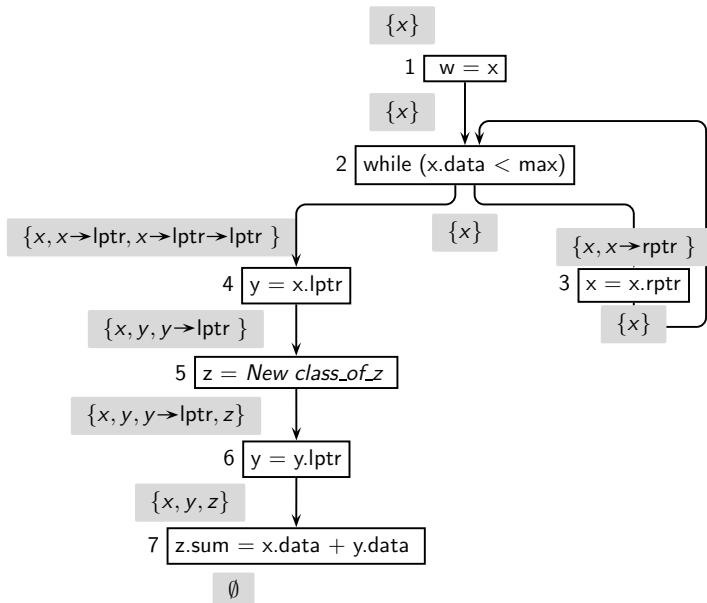 {x}
1 w = x
{x}
2 while (x.data < max)
{x, x→lptr, x→lptr→lptr }
{x}
{x, x→rptr }
4 y = x.lptr
3 x = x.rptr
{x, y, y→lptr }
{x}
5 z = New class_of_z
{x, y, y→lptr, z}
6 y = y.lptr
{x, y, z}
7 z.sum = x.data + y.data
∅